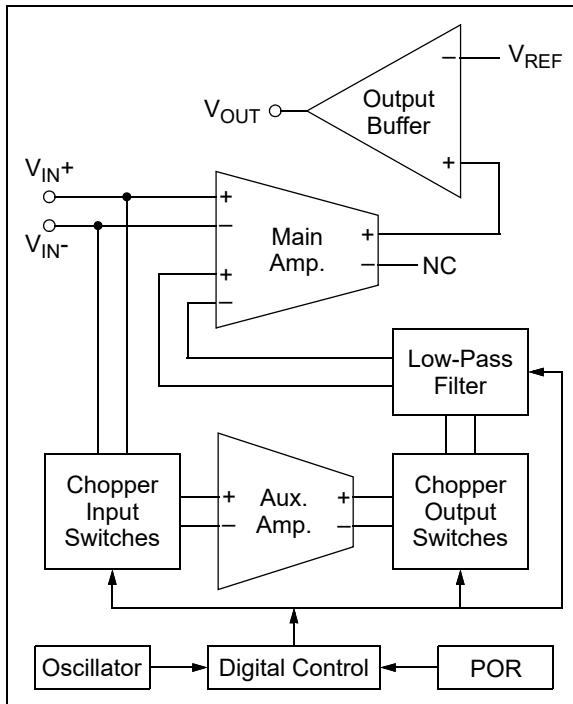 V_REF
Output
Buffer
V_OUT
−
+
V_IN+
V_IN-
Main
Amp.
+
−
+
−
+
−
NC
Low-Pass
Filter
Chopper
Input
Switches
Aux.
Amp.
+
−
+
−
Chopper
Output
Switches
Oscillator
Digital Control
POR